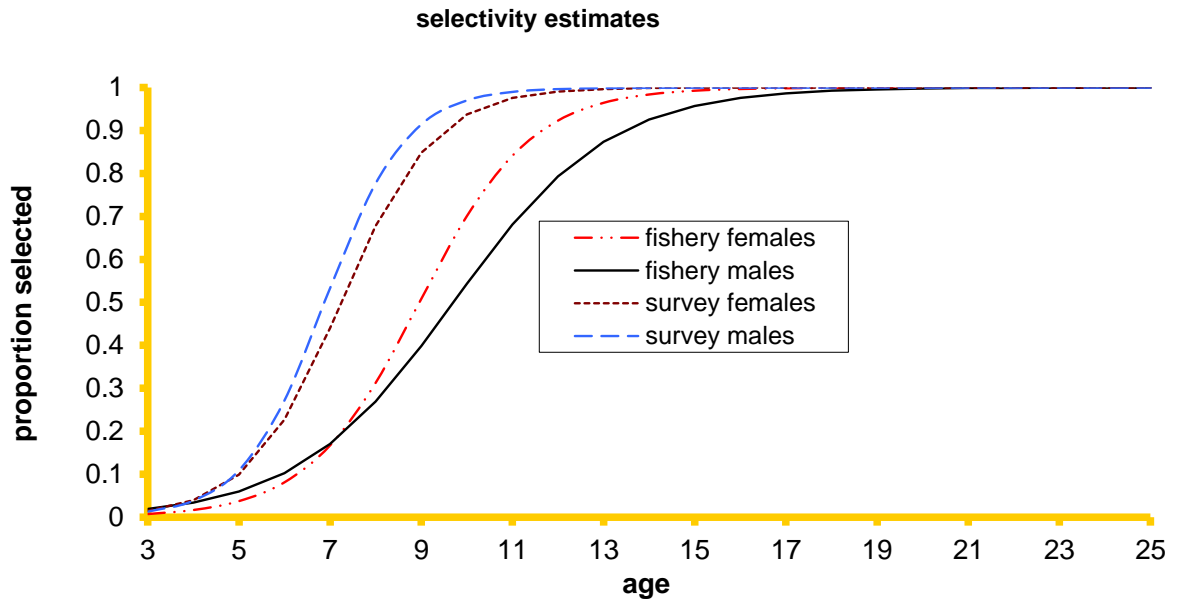 selectivity estimates
1
0.9
0.8
0.7
0.6
0.5
0.4
0.3
0.2
0.1
0
proportion selected
fishery females
fishery males
survey females
survey males
3 5 7 9 11 13 15 17 19 21 23 25
age